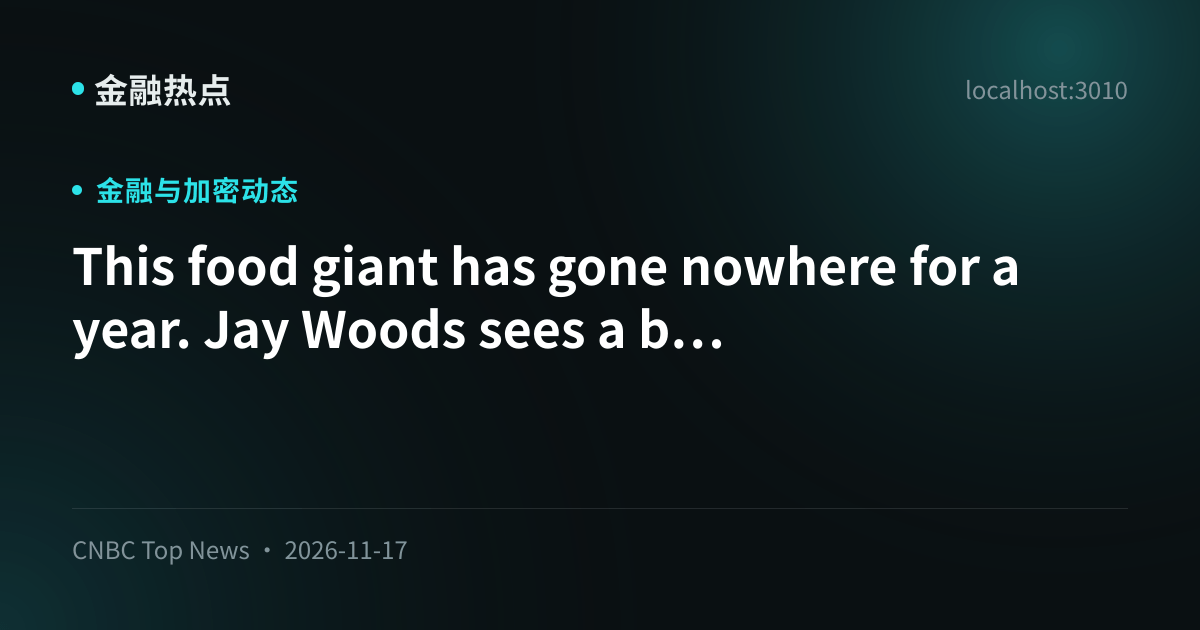 金融热点
localhost:3010
金融与加密动态
This food giant has gone nowhere for a
year. Jay Woods sees a b…
CNBC Top News · 2026-11-17